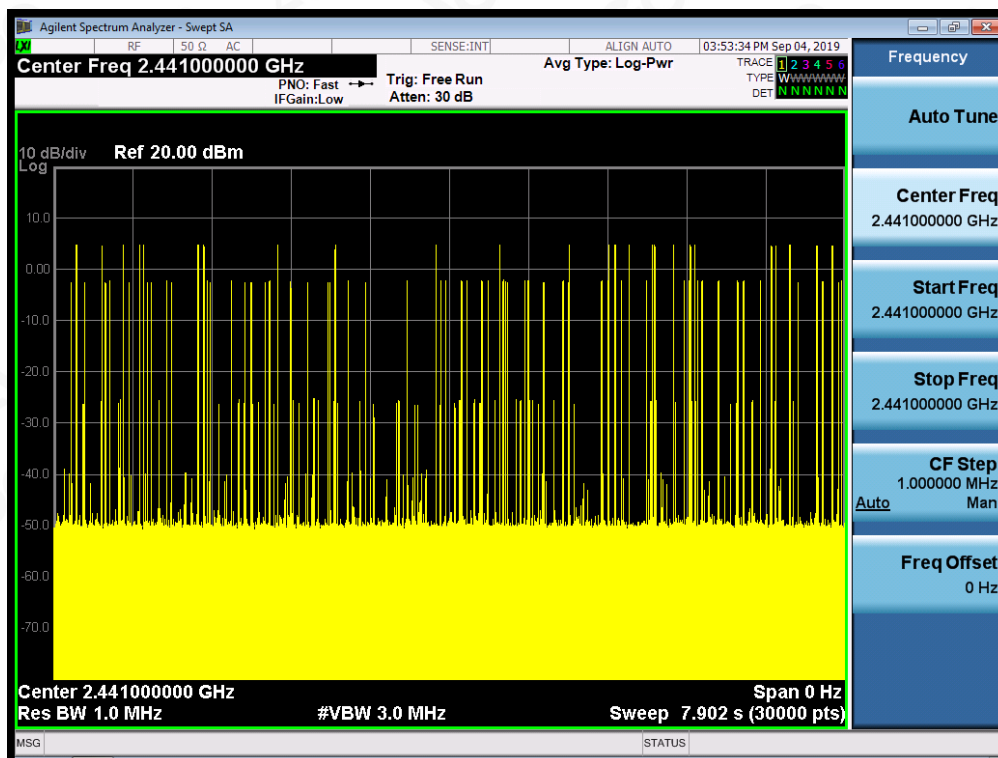 Agilent Spectrum Analyzer - Swept SA
LXI RF 50 Ω AC SENSE:INT ALIGN AUTO 03:53:34 PM Sep 04, 2019
Center Freq 2.441000000 GHz
PNO: Fast
IFGain:Low
Trig: Free Run
Atten: 30 dB
Avg Type: Log-Pwr
TRACE 1 2 3 4 5 6
TYPE WWWWWW
DET N N N N N N
10 dB/div Ref 20.00 dBm
Log
10.0
0.00
-10.0
-20.0
-30.0
-40.0
-50.0
-60.0
-70.0
Center 2.441000000 GHz Span 0 Hz
Res BW 1.0 MHz #VBW 3.0 MHz Sweep 7.902 s (30000 pts)
MSG STATUS
Frequency
Auto Tune
Center Freq
2.441000000 GHz
Start Freq
2.441000000 GHz
Stop Freq
2.441000000 GHz
CF Step
1.000000 MHz
Auto Man
Freq Offset
0 Hz